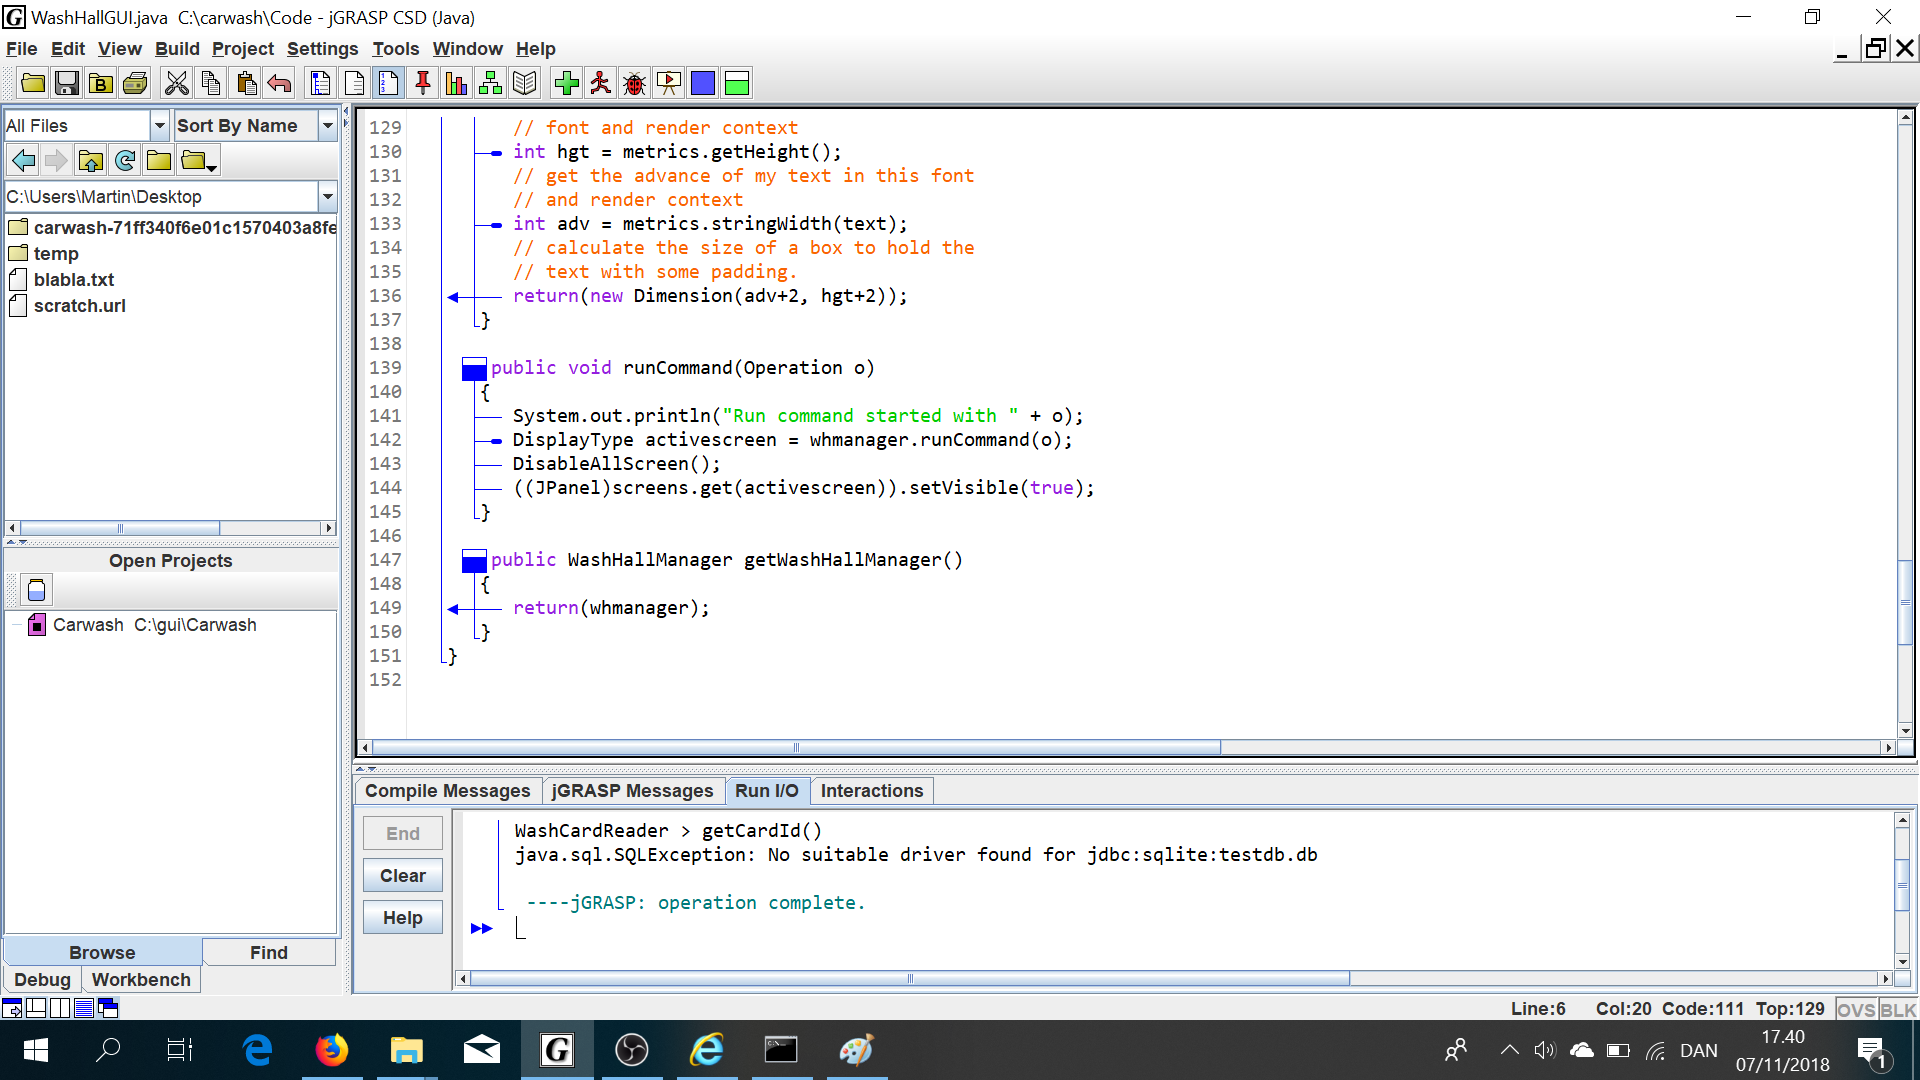 WashHallGUI.java  C:\carwash\Code - jGRASP CSD (Java)
File Edit View Build Project Settings Tools Window Help
All Files
Sort By Name
C:\Users\Martin\Desktop
carwash-71ff340f6e01c1570403a8fe
temp
blabla.txt
scratch.url
Open Projects
Carwash  C:\gui\Carwash
Browse
Find
Debug
Workbench
129 // font and render context
130 int hgt = metrics.getHeight();
131 // get the advance of my text in this font
132 // and render context
133 int adv = metrics.stringWidth(text);
134 // calculate the size of a box to hold the
135 // text with some padding.
136 return(new Dimension(adv+2, hgt+2));
137 }
138
139 public void runCommand(Operation o)
140 {
141 System.out.println("Run command started with " + o);
142 DisplayType activescreen = whmanager.runCommand(o);
143 DisableAllScreen();
144 ((JPanel)screens.get(activescreen)).setVisible(true);
145 }
146
147 public WashHallManager getWashHallManager()
148 {
149 return(whmanager);
150 }
151 }
152
Compile Messages
jGRASP Messages
Run I/O
Interactions
End
Clear
Help
WashCardReader > getCardId()
java.sql.SQLException: No suitable driver found for jdbc:sqlite:testdb.db
----jGRASP: operation complete.
Line:6 Col:20 Code:111 Top:129 OVS BLK
DAN
17.40
07/11/2018
1